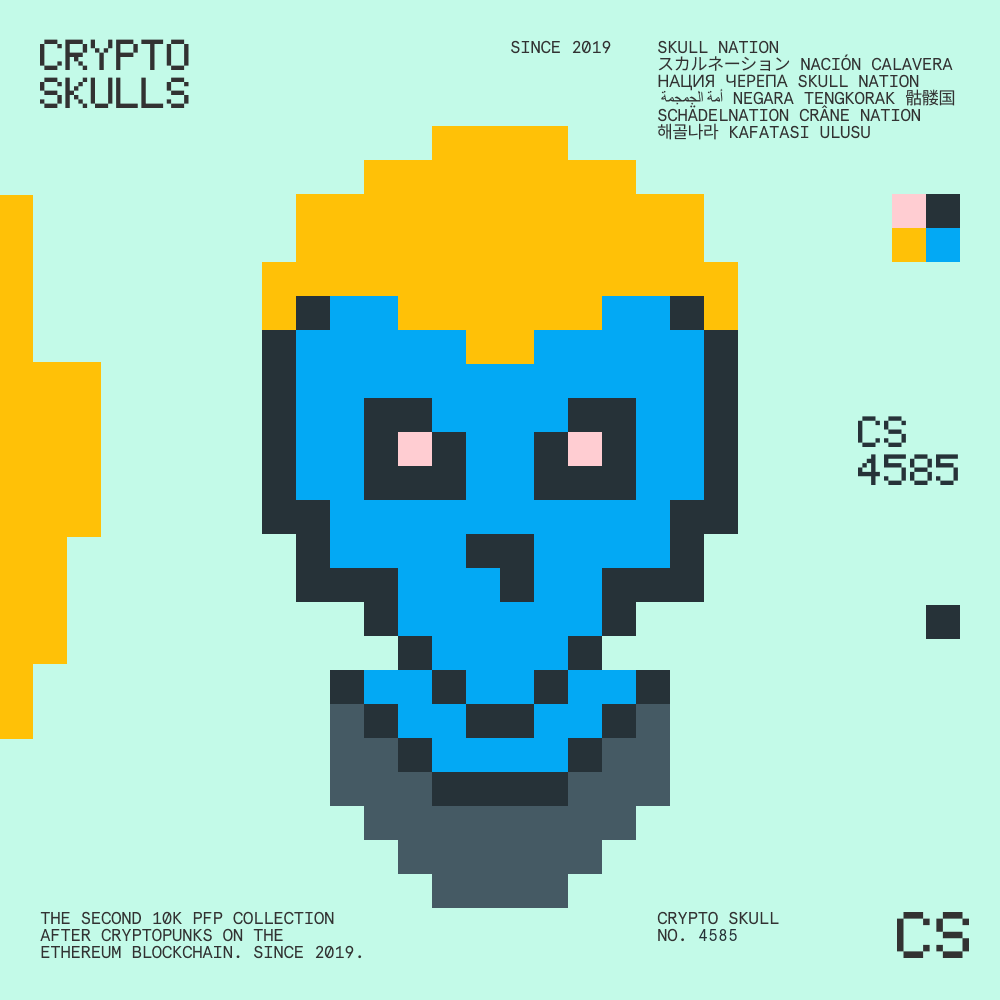 CRYPTO
SKULLS
SINCE 2019
SKULL NATION
スカルネーション NACIÓN CALAVERA
НАЦИЯ ЧЕРЕПА SKULL NATION
أمة الجمجمة NEGARA TENGKORAK 骷髅国
SCHÄDELNATION CRÂNE NATION
해골나라 KAFATASI ULUSU
CS
4585
THE SECOND 10K PFP COLLECTION
AFTER CRYPTOPUNKS ON THE
ETHEREUM BLOCKCHAIN. SINCE 2019.
CRYPTO SKULL
NO. 4585
CS